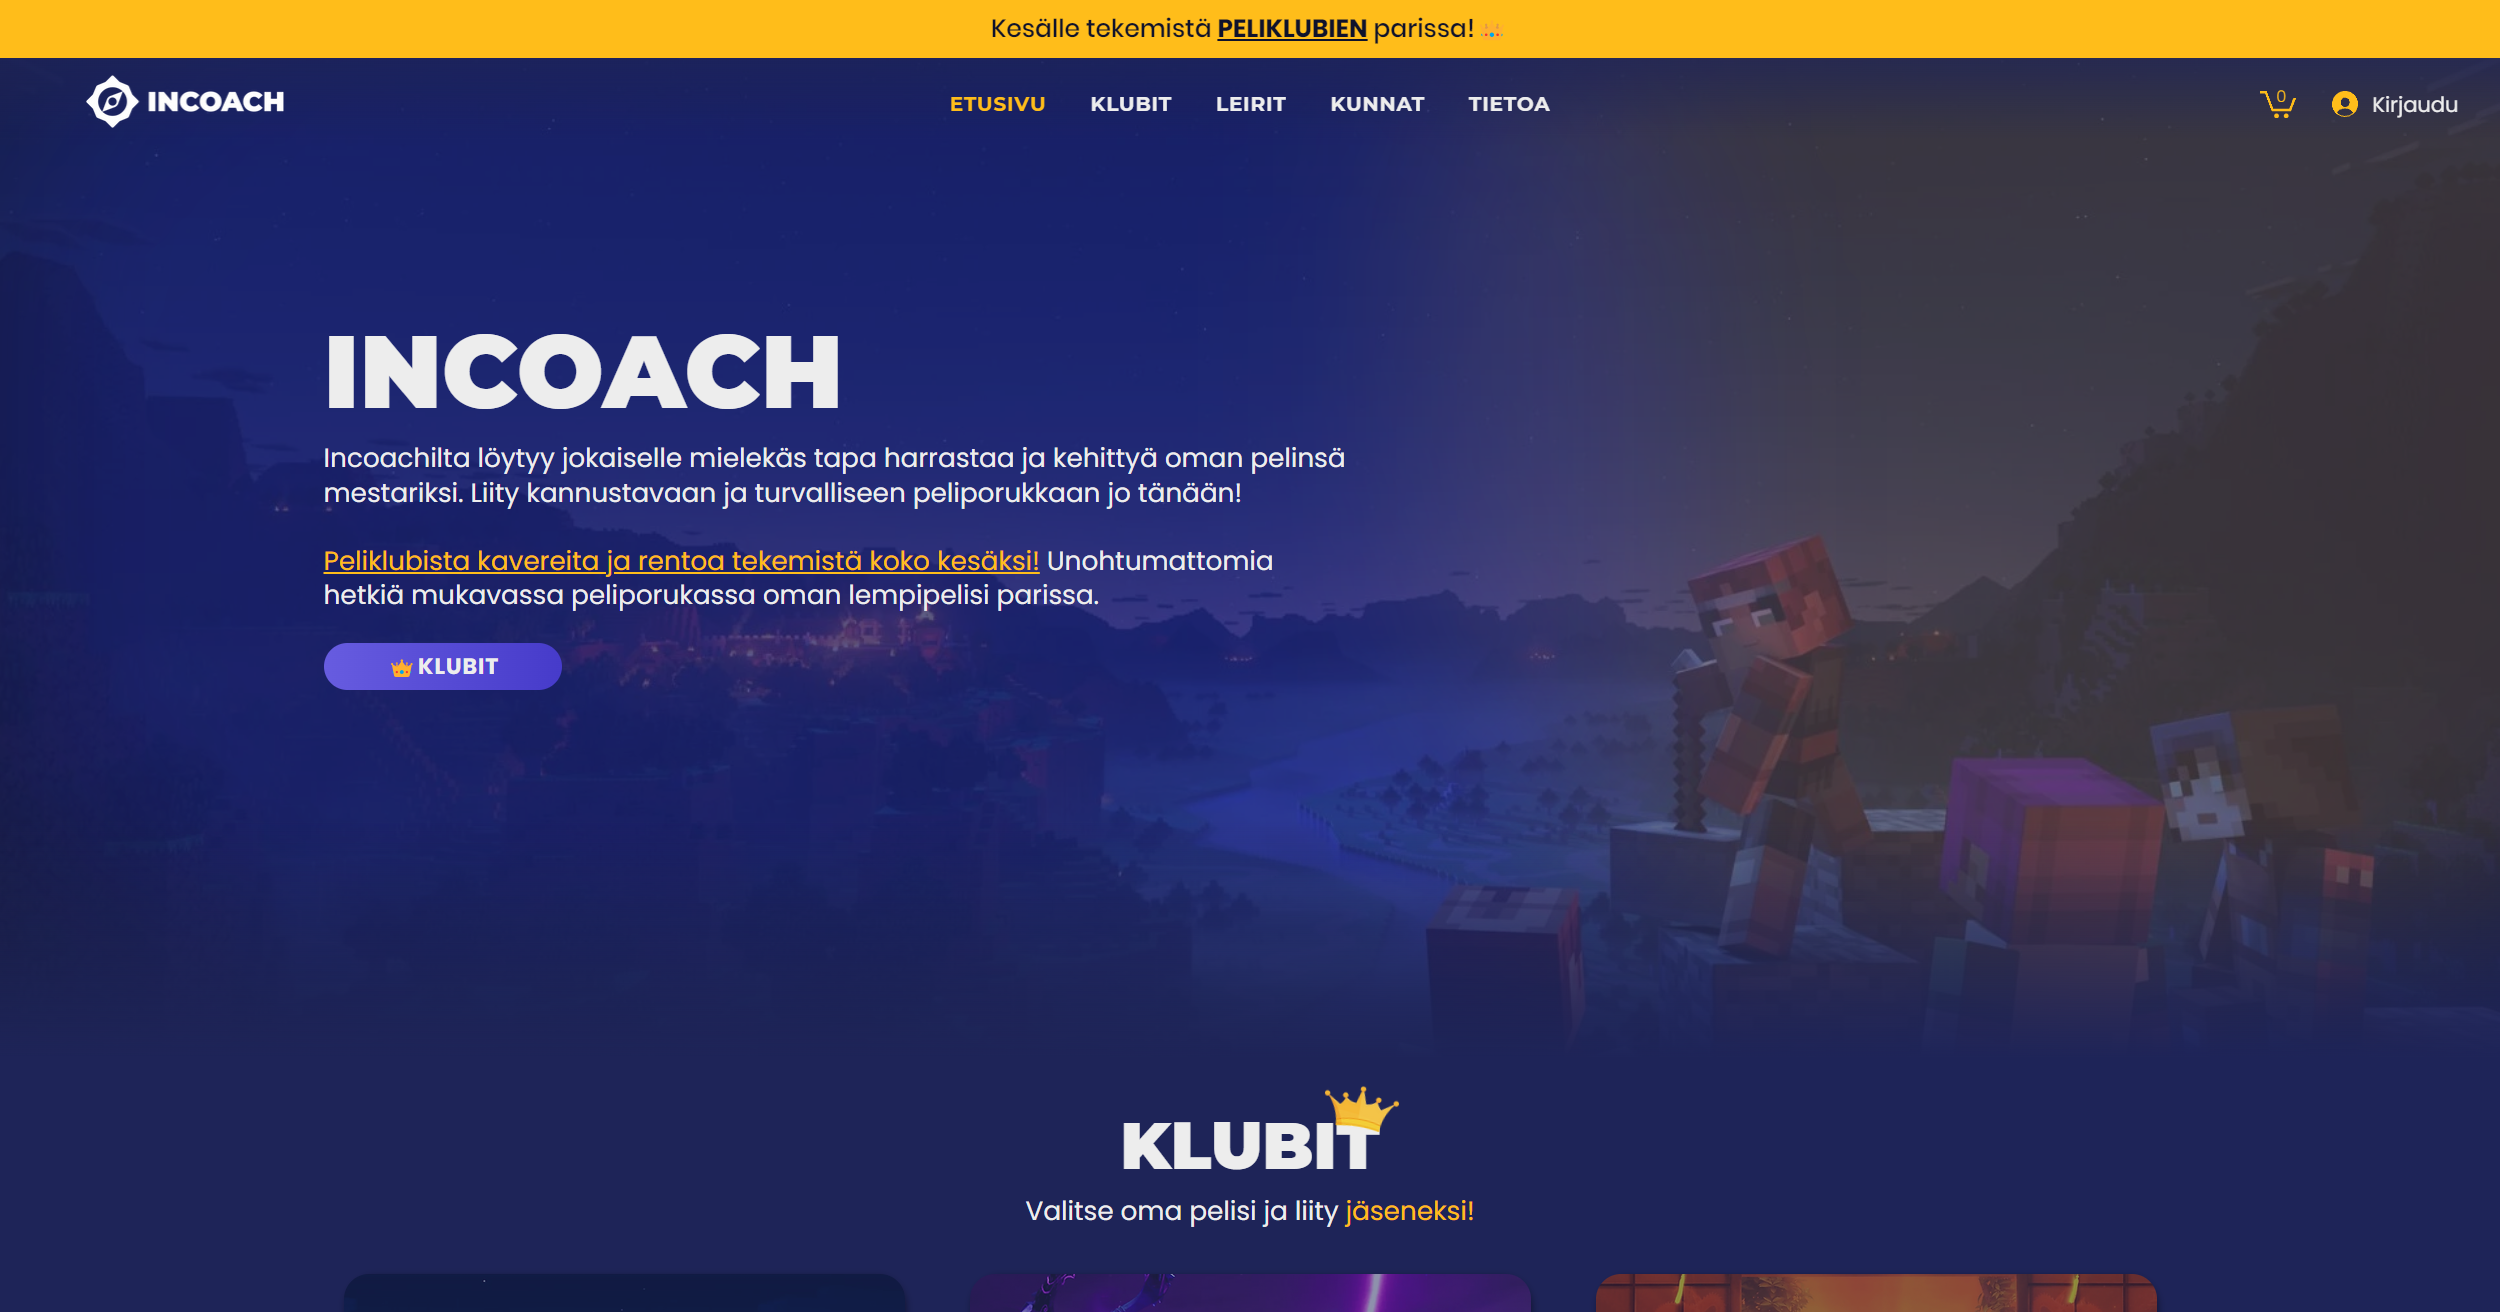 Kesälle tekemistä PELIKLUBIEN parissa!
INCOACH
ETUSIVU KLUBIT LEIRIT KUNNAT TIETOA
0
Kirjaudu
INCOACH
Incoachilta löytyy jokaiselle mielekäs tapa harrastaa ja kehittyä oman pelinsä
mestariksi. Liity kannustavaan ja turvalliseen peliporukkaan jo tänään!
Peliklubista kavereita ja rentoa tekemistä koko kesäksi! Unohtumattomia
hetkiä mukavassa peliporukassa oman lempipelisi parissa.
KLUBIT
KLUBIT
Valitse oma pelisi ja liity jäseneksi!